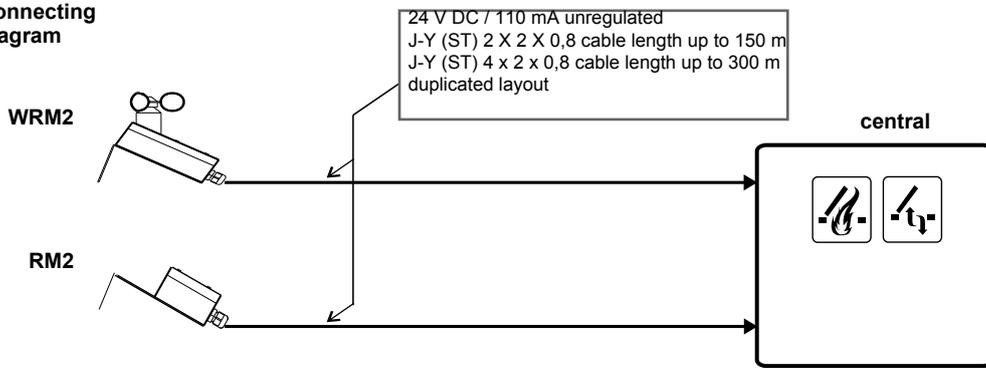 onnecting
agram
24 V DC / 110 mA unregulated
J-Y (ST) 2 X 2 X 0,8 cable length up to 150 m
J-Y (ST) 4 x 2 x 0,8 cable length up to 300 m
duplicated layout
WRM2
central
RM2